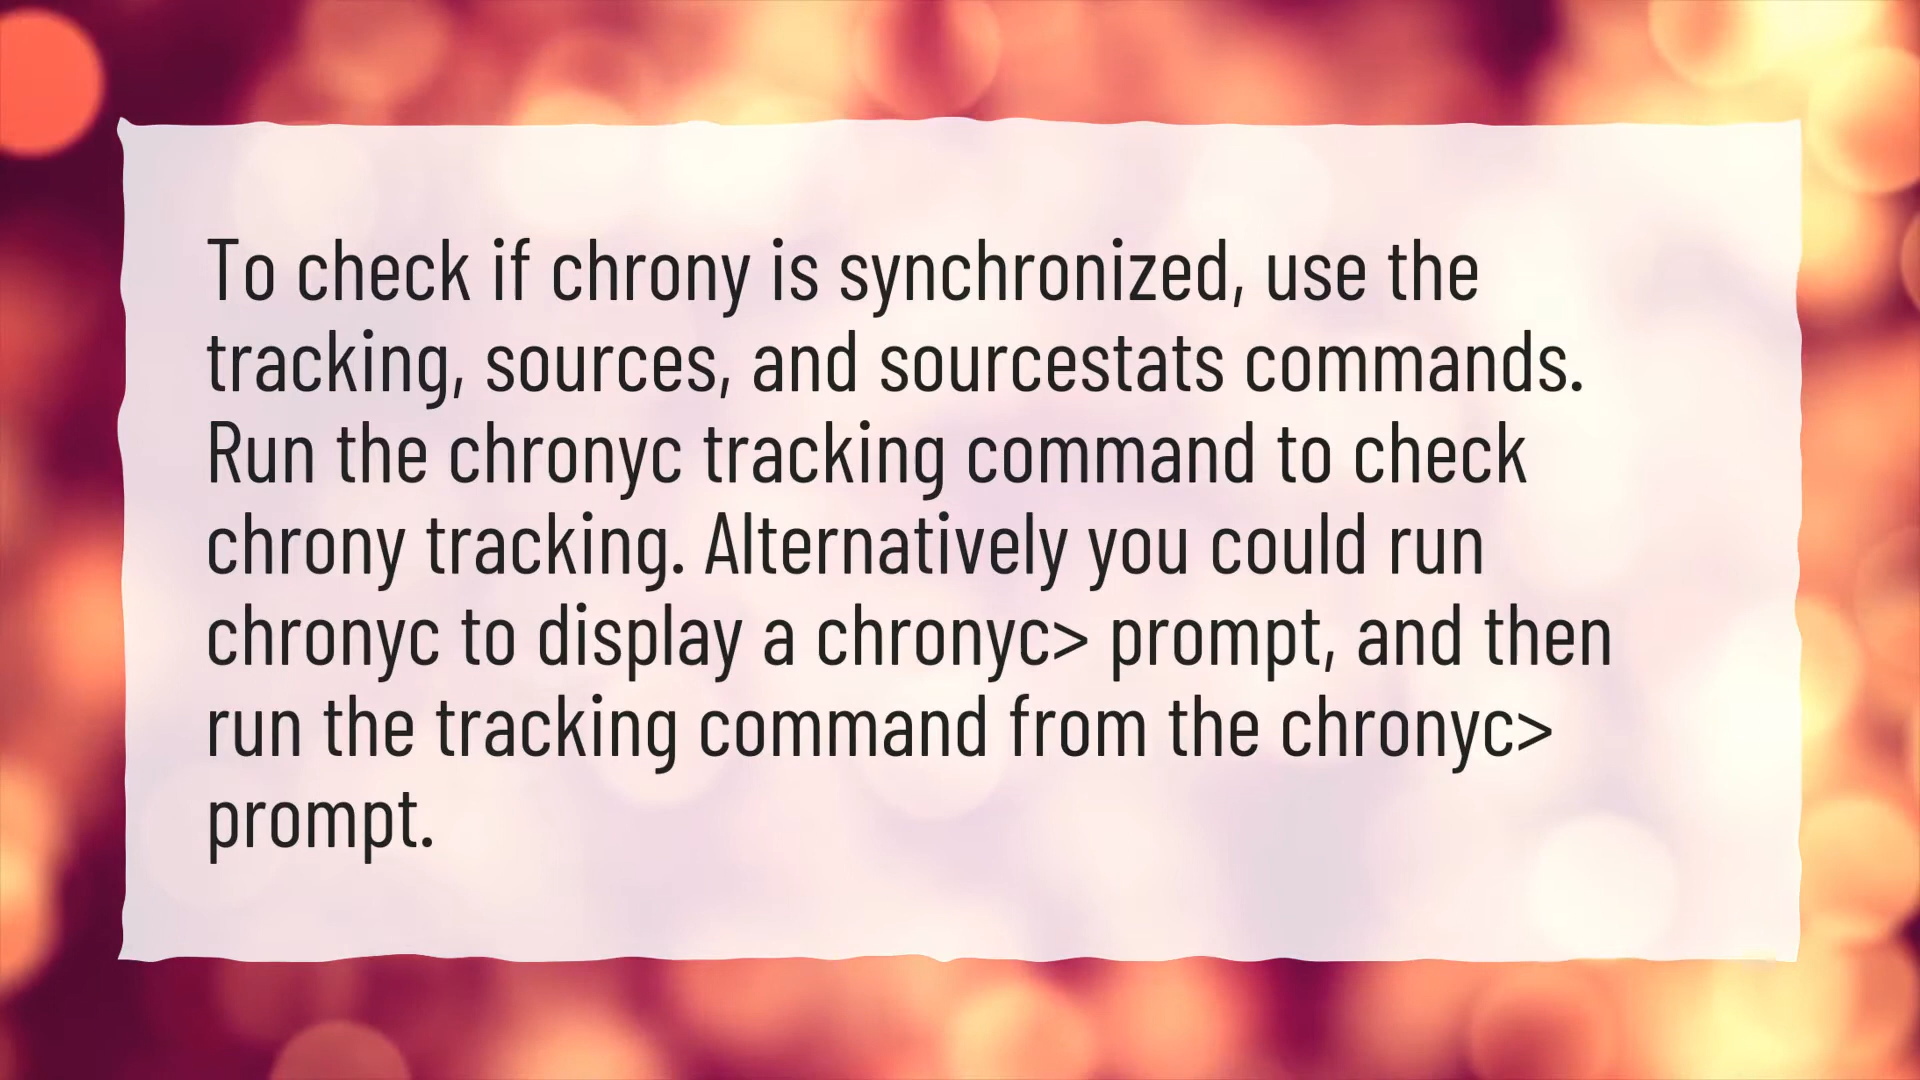 To check if chrony is synchronized, use the
tracking, sources, and sourcestats commands.
Run the chronyc tracking command to check
chrony tracking. Alternatively you could run
chronyc to display a chronyc> prompt, and then
run the tracking command from the chronyc>
prompt.